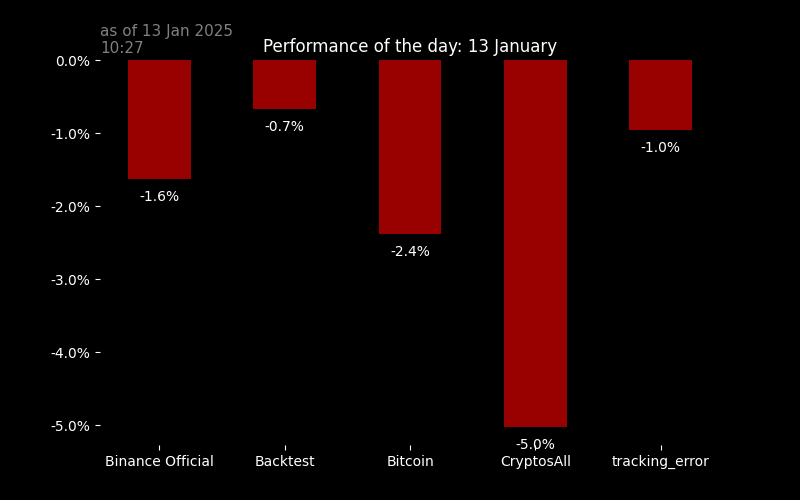 as of 13 Jan 2025
10:27
Performance of the day: 13 January
0.0%
-1.0%
-2.0%
-3.0%
-4.0%
-5.0%
-1.6%
-0.7%
-2.4%
-5.0%
-1.0%
Binance Official
Backtest
Bitcoin
CryptosAll
tracking_error